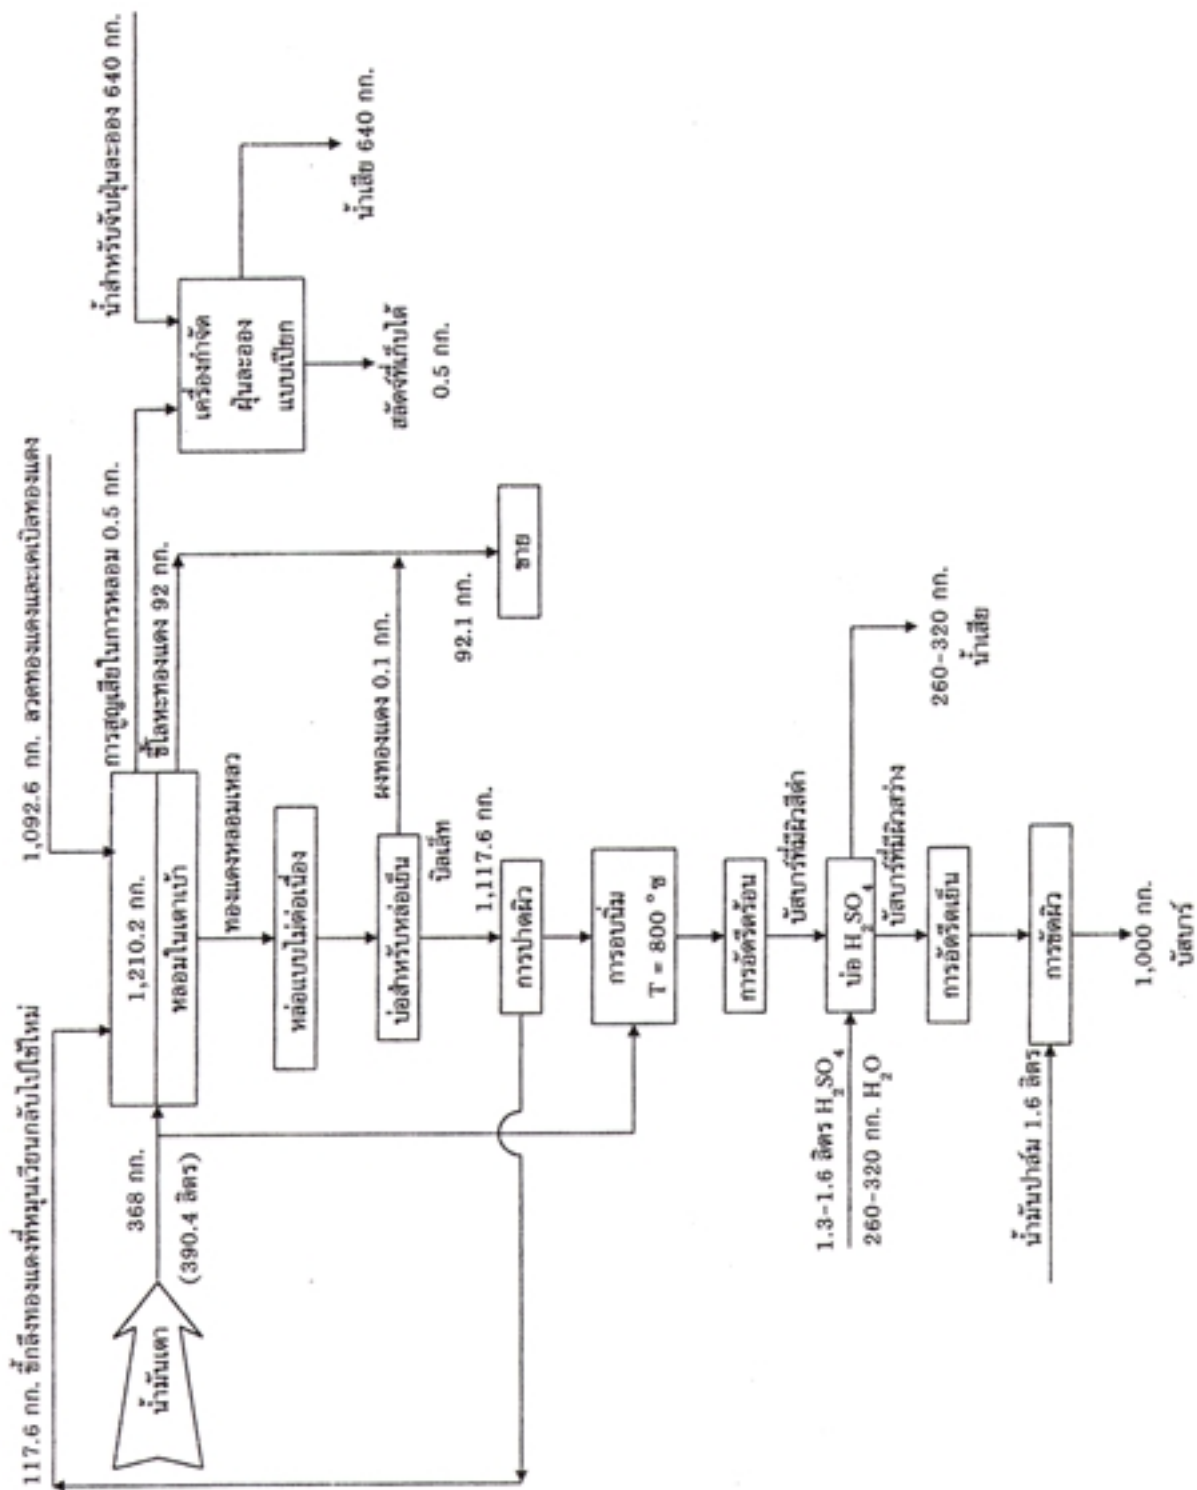 117.6 กก. ขี้กลึงทองแดงที่หมุนเวียนกลับไปใช้ใหม่
1,092.6 กก. ลวดทองแดงและเคเบิลทองแดง
น้ำสำหรับจับฝุ่นละออง 640 กก.
น้ำมันเตา
368 กก.
(390.4 ลิตร)
1,210.2 กก.
หลอมในเตาเบ้า
การสูญเสียในการหลอม 0.5 กก.
ขี้โลหะทองแดง 92 กก.
เครื่องกำจัด
ฝุ่นละออง
แบบเปียก
น้ำเสีย 640 กก.
สลัดจ์ที่เก็บได้
0.5 กก.
ทองแดงหลอมเหลว
หล่อแบบไม่ต่อเนื่อง
บ่อสำหรับหล่อเย็น
ผงทองแดง 0.1 กก.
บิลเล็ท
92.1 กก.
ขาย
1,117.6 กก.
การปาดผิว
การอบนิ่ม
T = 800 °ซ
การอัดรีดร้อน
บัสบาร์ที่มีผิวสีดำ
1.3-1.6 ลิตร H₂SO₄
260-320 กก. H₂O
บ่อ H₂SO₄
260-320 กก.
น้ำเสีย
บัสบาร์ที่มีผิวสว่าง
การอัดรีดเย็น
น้ำมันปาล์ม 1.6 ลิตร
การขัดผิว
1,000 กก.
บัสบาร์